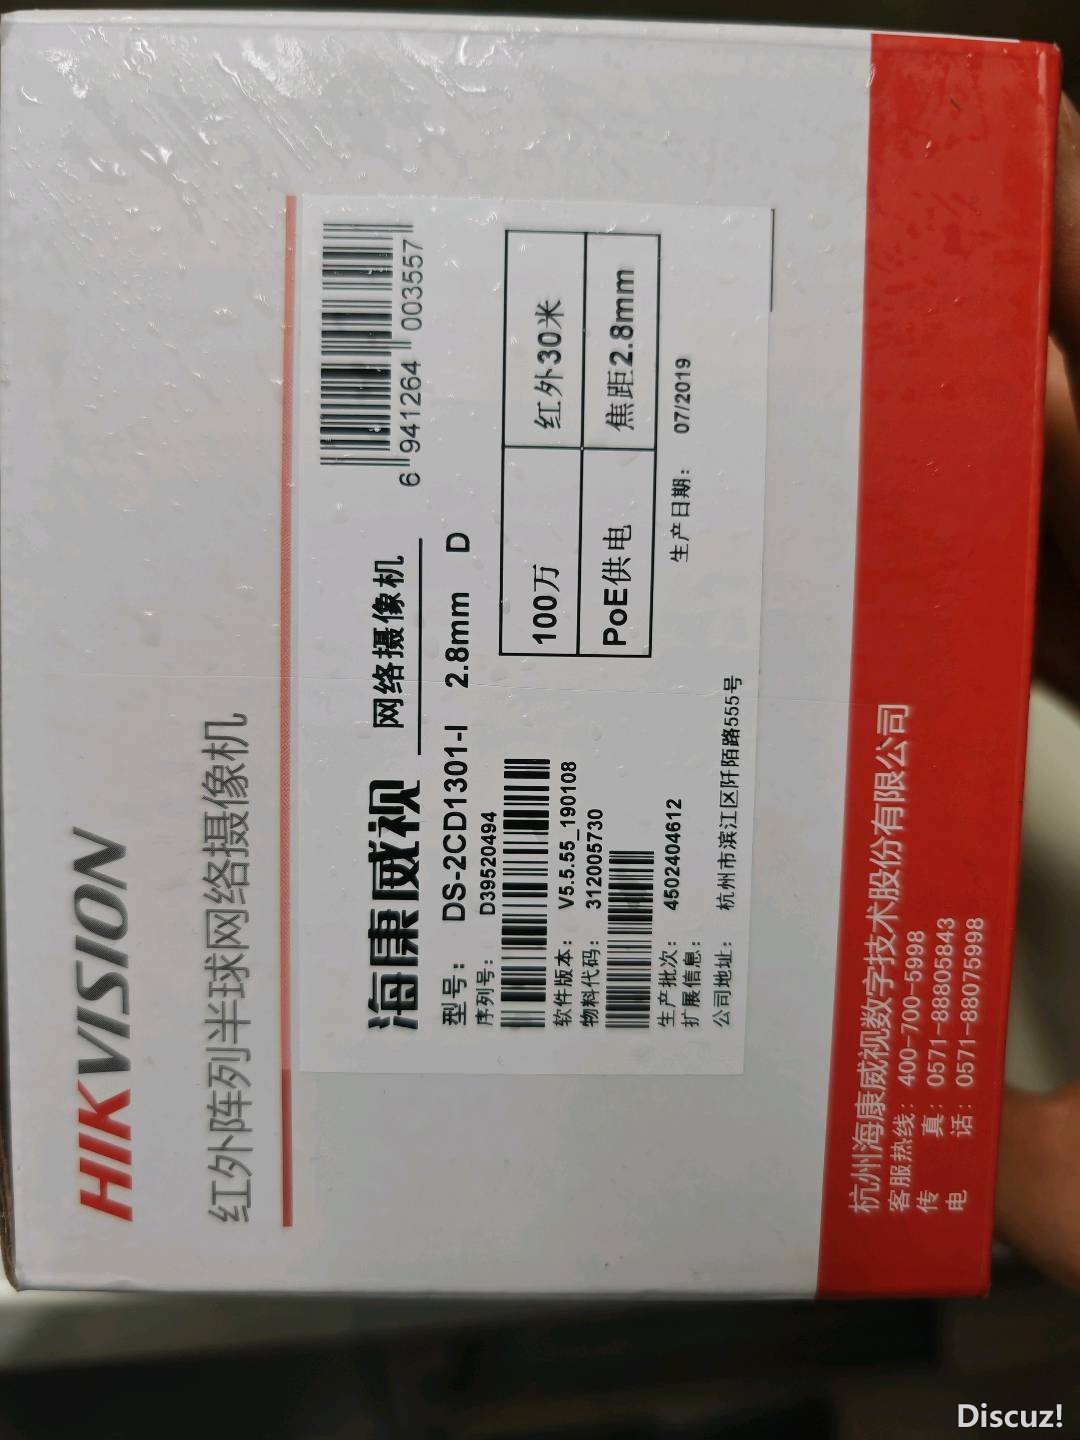 HIKVISION
红外阵列半球网络摄像机
海康威视 网络摄像机
6 941264 003557
型号： DS-2CD1301-I 2.8mm D
序列号： D39520494
软件版本： V5.5.55_190108
物料代码： 312005730
生产批次： 4502404612
扩展信息：
公司地址： 杭州市滨江区阡陌路555号
100万 红外30米
PoE供电 焦距2.8mm
生产日期： 07/2019
杭州海康威视数字技术股份有限公司
客服热线：400-700-5998
传 真：0571-88805843
电 话：0571-88075998
Discuz!